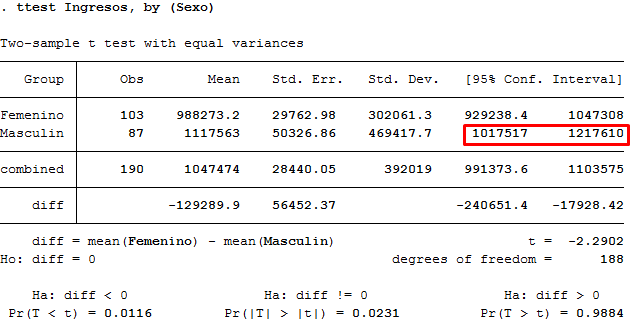 . ttest Ingresos, by (Sexo)
Two-sample t test with equal variances
Group Obs Mean Std. Err. Std. Dev. [95% Conf. Interval]
Femenino 103 988273.2 29762.98 302061.3 929238.4 1047308
Masculin 87 1117563 50326.86 469417.7 1017517 1217610
combined 190 1047474 28440.05 392019 991373.6 1103575
diff -129289.9 56452.37 -240651.4 -17928.42
diff = mean(Femenino) - mean(Masculin) t = -2.2902
Ho: diff = 0 degrees of freedom = 188
Ha: diff < 0 Ha: diff != 0 Ha: diff > 0
Pr(T < t) = 0.0116 Pr(|T| > |t|) = 0.0231 Pr(T > t) = 0.9884